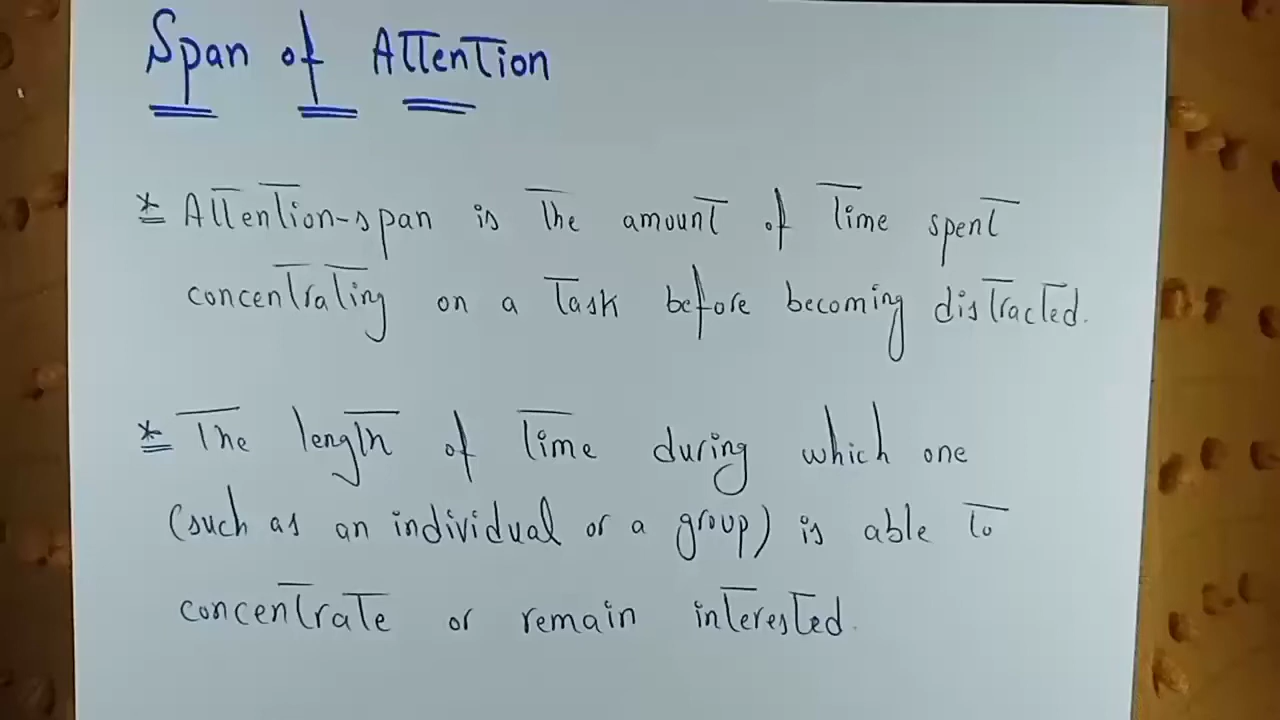 Span of Attention
* Attention-span is the amount of time spent
concentrating on a task before becoming distracted.
* The length of time during which one
(such as an individual or a group) is able to
concentrate or remain interested.